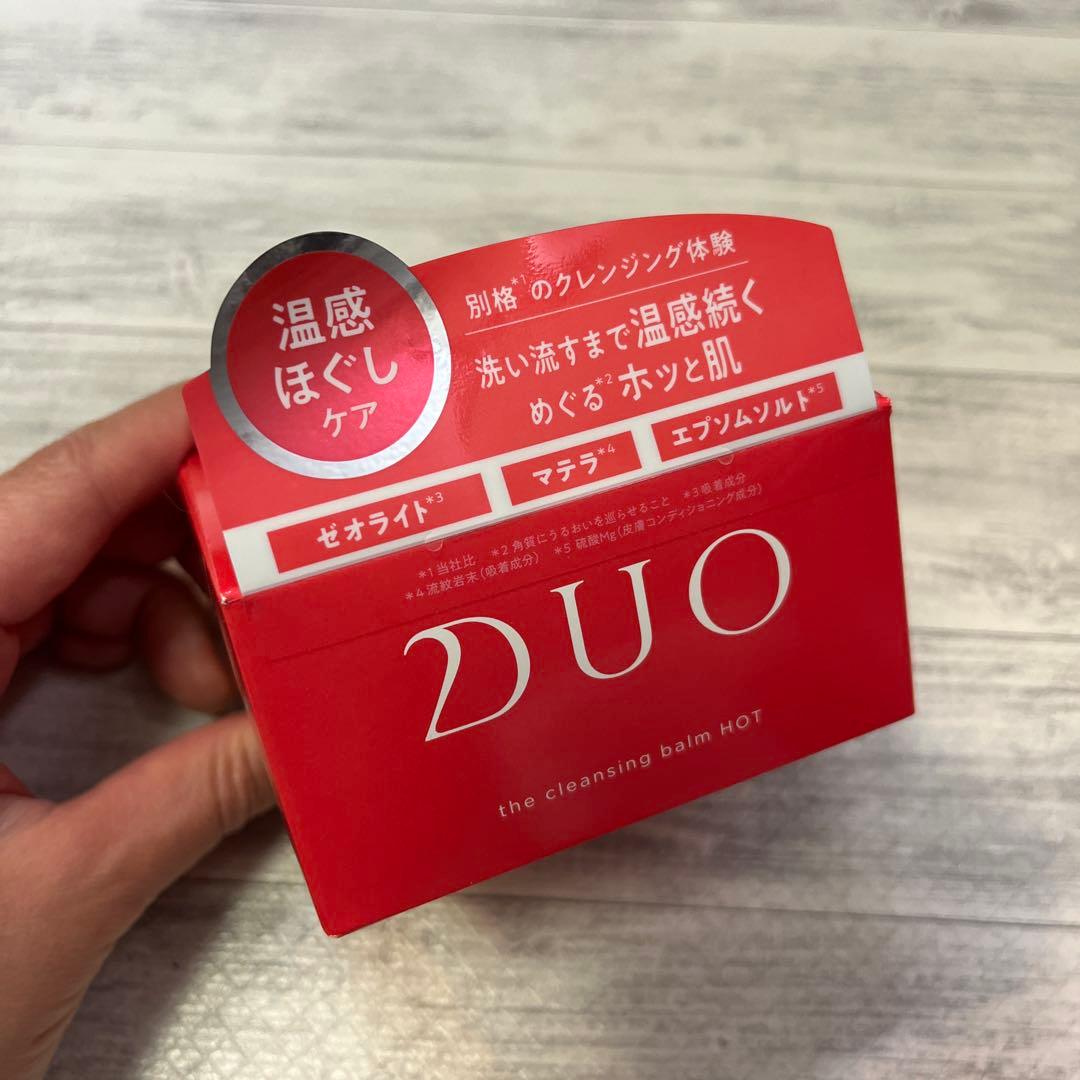 温感
ほぐし
ケア
別格*1のクレンジング体験
洗い流すまで温感続く
めぐる*2ホッと肌
ゼオライト*3
マテラ*4
エプソムソルト*5
*1 当社比 *2 角質にうるおいを巡らせること *3 吸着成分
*4 流紋岩末(吸着成分) *5 硫酸Mg(皮膚コンディショニング成分)
DUO
the cleansing balm HOT